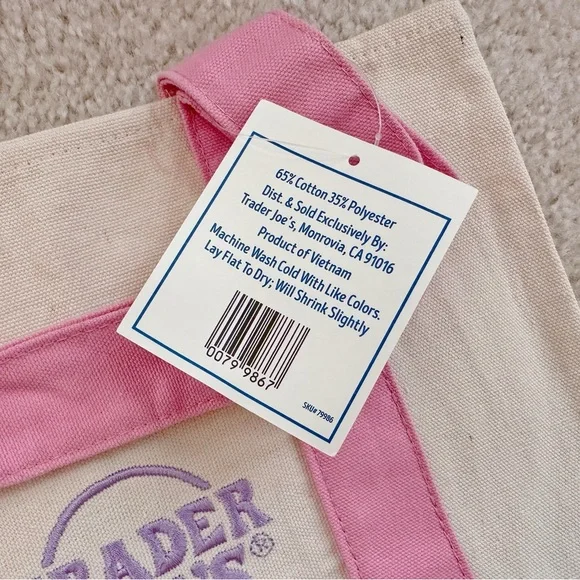 65% Cotton 35% Polyester
Dist. & Sold Exclusively By:
Trader Joe's, Monrovia, CA 91016
Product of Vietnam
Machine Wash Cold With Like Colors.
Lay Flat To Dry; Will Shrink Slightly
0079 9867
SKU# 79986
TRADER
®